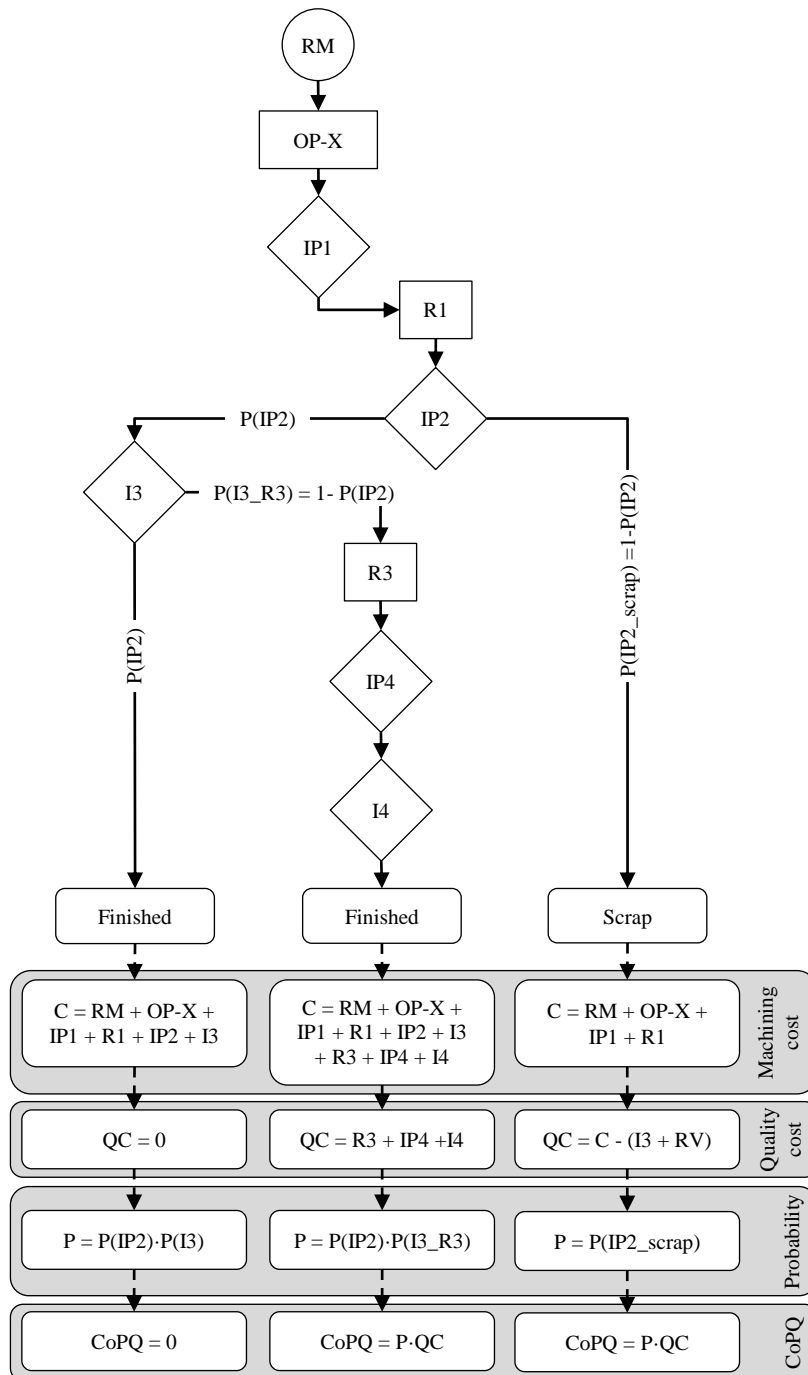 RM
OP-X
IP1
R1
IP2
P(IP2)
I3
P(I3_R3) = 1- P(IP2)
R3
P(IP2)
P(IP2_scrap) =1-P(IP2)
IP4
I4
Finished
Finished
Scrap
C = RM + OP-X +
IP1 + R1 + IP2 + I3
C = RM + OP-X +
IP1 + R1 + IP2 + I3
+ R3 + IP4 + I4
C = RM + OP-X +
IP1 + R1
Machining
cost
QC = 0
QC = R3 + IP4 +I4
QC = C - (I3 + RV)
Quality
cost
P = P(IP2)·P(I3)
P = P(IP2)·P(I3_R3)
P = P(IP2_scrap)
Probability
CoPQ = 0
CoPQ = P·QC
CoPQ = P·QC
CoPQ